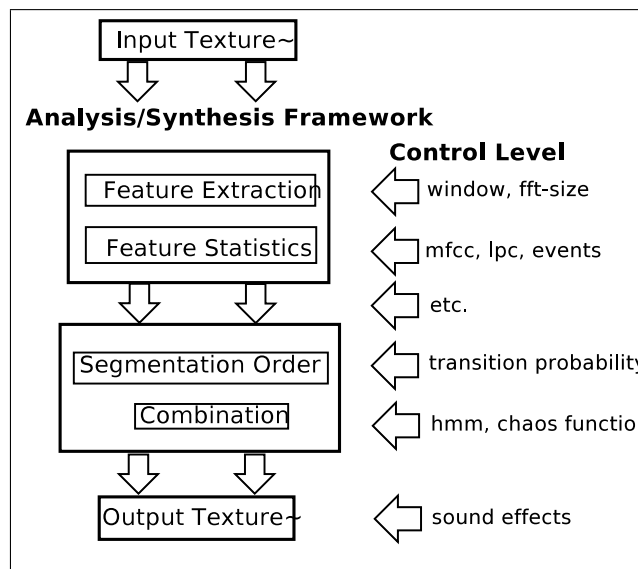 Input Texture~
Analysis/Synthesis Framework
Control Level
Feature Extraction
window, fft-size
Feature Statistics
mfcc, lpc, events
etc.
Segmentation Order
transition probability
Combination
hmm, chaos functio
Output Texture~
sound effects